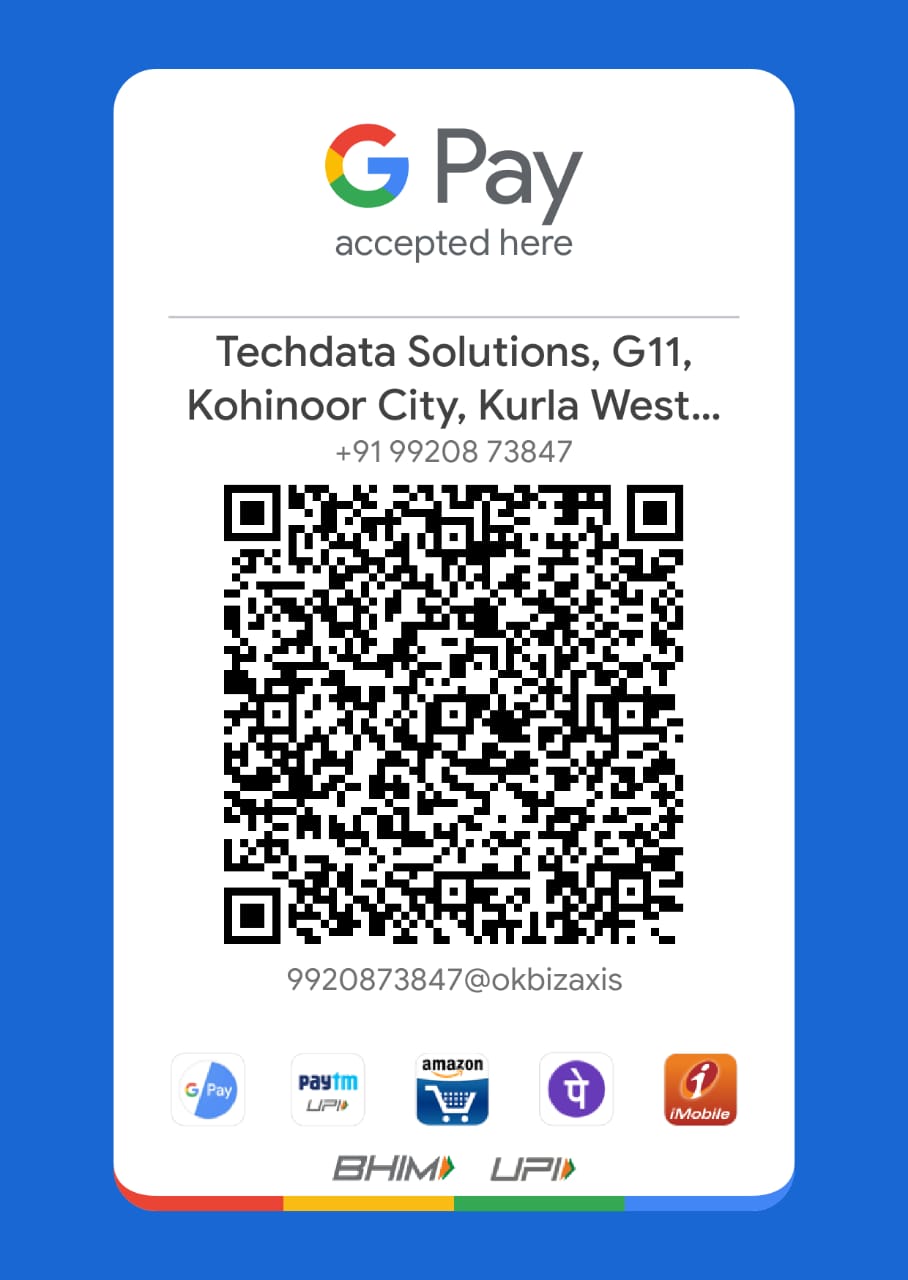 G Pay
accepted here
Techdata Solutions, G11,
Kohinoor City, Kurla West...
+91 99208 73847
9920873847@okbizaxis
G Pay
paytm
UPI
amazon
पे
i
iMobile
BHIM UPI